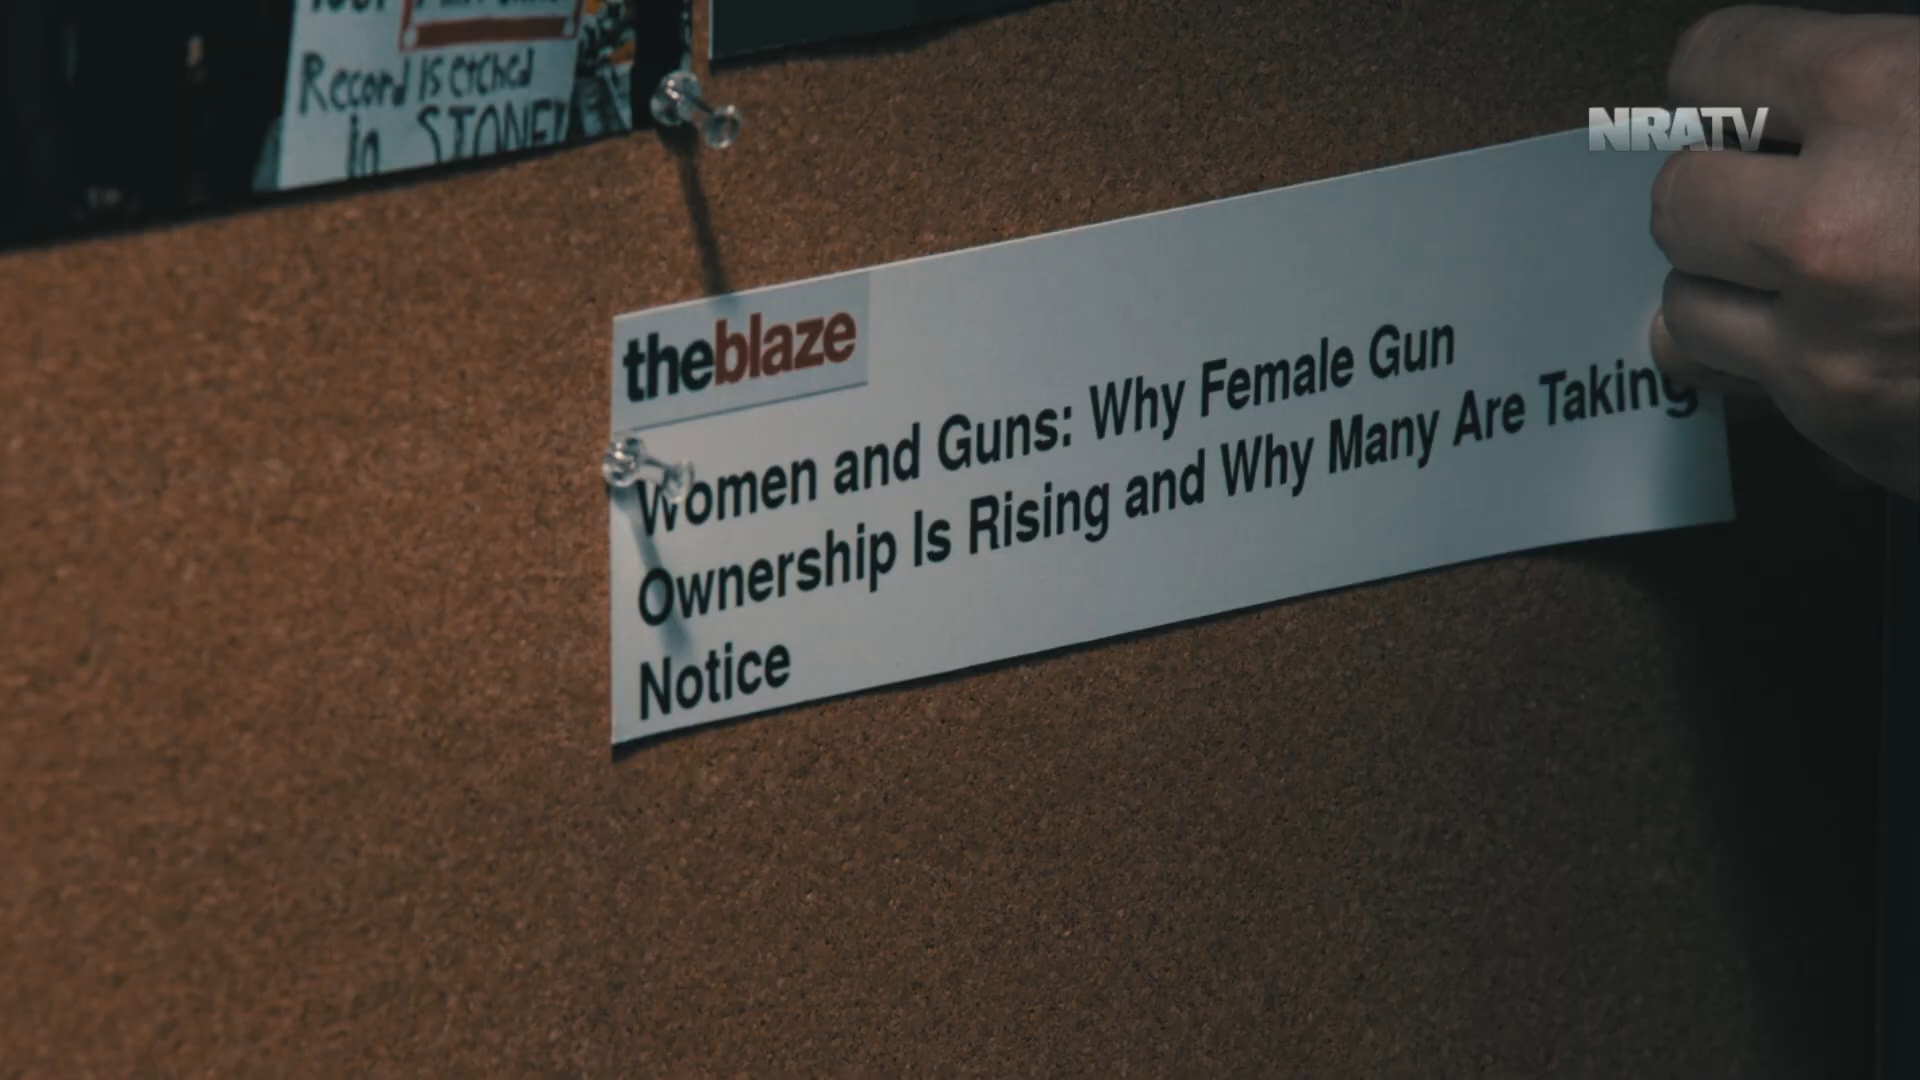 Record is etched
in STONE!
NRATV
theblaze
Women and Guns: Why Female Gun
Ownership Is Rising and Why Many Are Taking
Notice